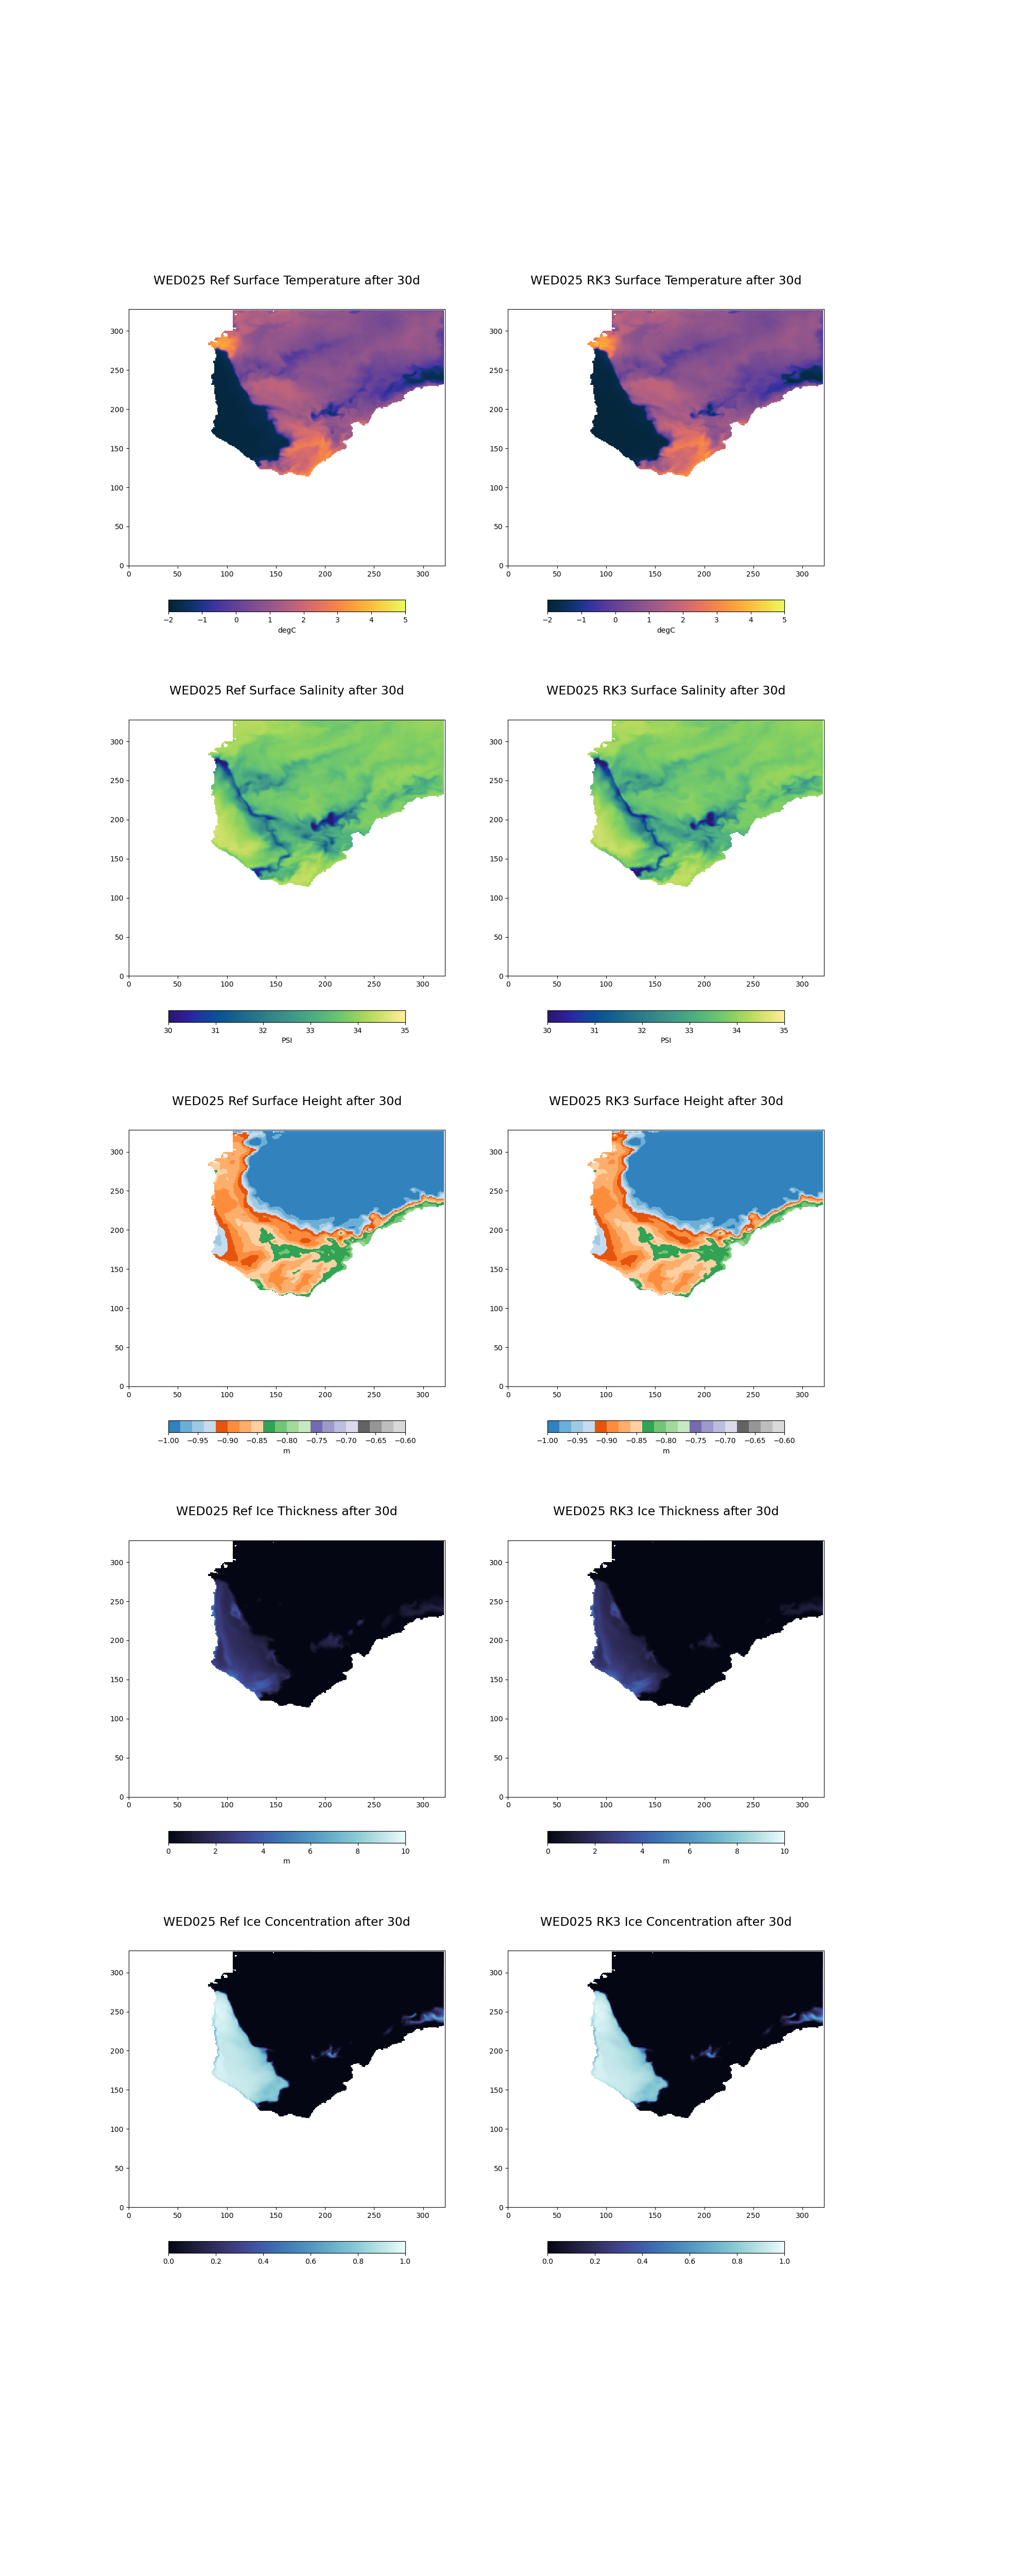 WED025 Ref Surface Temperature after 30d
WED025 RK3 Surface Temperature after 30d
300
250
200
150
100
50
0
0 50 100 150 200 250 300
300
250
200
150
100
50
0
0 50 100 150 200 250 300
−2 −1 0 1 2 3 4 5
degC
−2 −1 0 1 2 3 4 5
degC
WED025 Ref Surface Salinity after 30d
WED025 RK3 Surface Salinity after 30d
300
250
200
150
100
50
0
0 50 100 150 200 250 300
300
250
200
150
100
50
0
0 50 100 150 200 250 300
30 31 32 33 34 35
PSI
30 31 32 33 34 35
PSI
WED025 Ref Surface Height after 30d
WED025 RK3 Surface Height after 30d
300
250
200
150
100
50
0
0 50 100 150 200 250 300
300
250
200
150
100
50
0
0 50 100 150 200 250 300
−1.00 −0.95 −0.90 −0.85 −0.80 −0.75 −0.70 −0.65 −0.60
m
−1.00 −0.95 −0.90 −0.85 −0.80 −0.75 −0.70 −0.65 −0.60
m
WED025 Ref Ice Thickness after 30d
WED025 RK3 Ice Thickness after 30d
300
250
200
150
100
50
0
0 50 100 150 200 250 300
300
250
200
150
100
50
0
0 50 100 150 200 250 300
0 2 4 6 8 10
m
0 2 4 6 8 10
m
WED025 Ref Ice Concentration after 30d
WED025 RK3 Ice Concentration after 30d
300
250
200
150
100
50
0
0 50 100 150 200 250 300
300
250
200
150
100
50
0
0 50 100 150 200 250 300
0.0 0.2 0.4 0.6 0.8 1.0
0.0 0.2 0.4 0.6 0.8 1.0